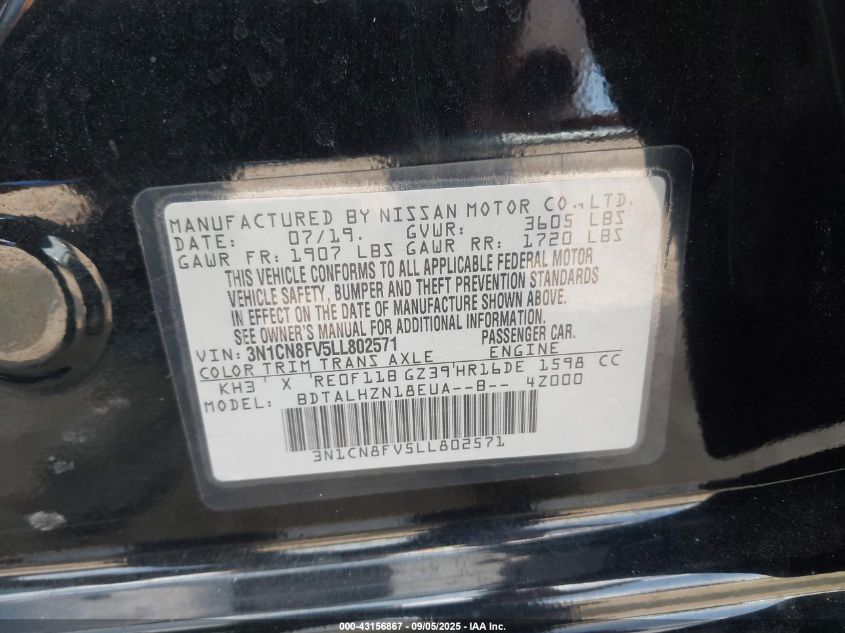 MANUFACTURED BY NISSAN MOTOR CO., LTD.
DATE: 07/19. GVWR: 3605 LBS
GAWR FR: 1907 LBS GAWR RR: 1720 LBS
THIS VEHICLE CONFORMS TO ALL APPLICABLE FEDERAL MOTOR
VEHICLE SAFETY, BUMPER AND THEFT PREVENTION STANDARDS
IN EFFECT ON THE DATE OF MANUFACTURE SHOWN ABOVE.
SEE OWNER'S MANUAL FOR ADDITIONAL INFORMATION.
VIN: 3N1CN8FV5LL802571 PASSENGER CAR.
COLOR TRIM TRANS AXLE ENGINE
KH3 X RE0F11B GZ39 HR16DE 1598 CC
MODEL: BDTALHZN18EUA--B-- 4Z000
3N1CN8FV5LL802571
000-43156867 - 09/05/2025 - IAA Inc.